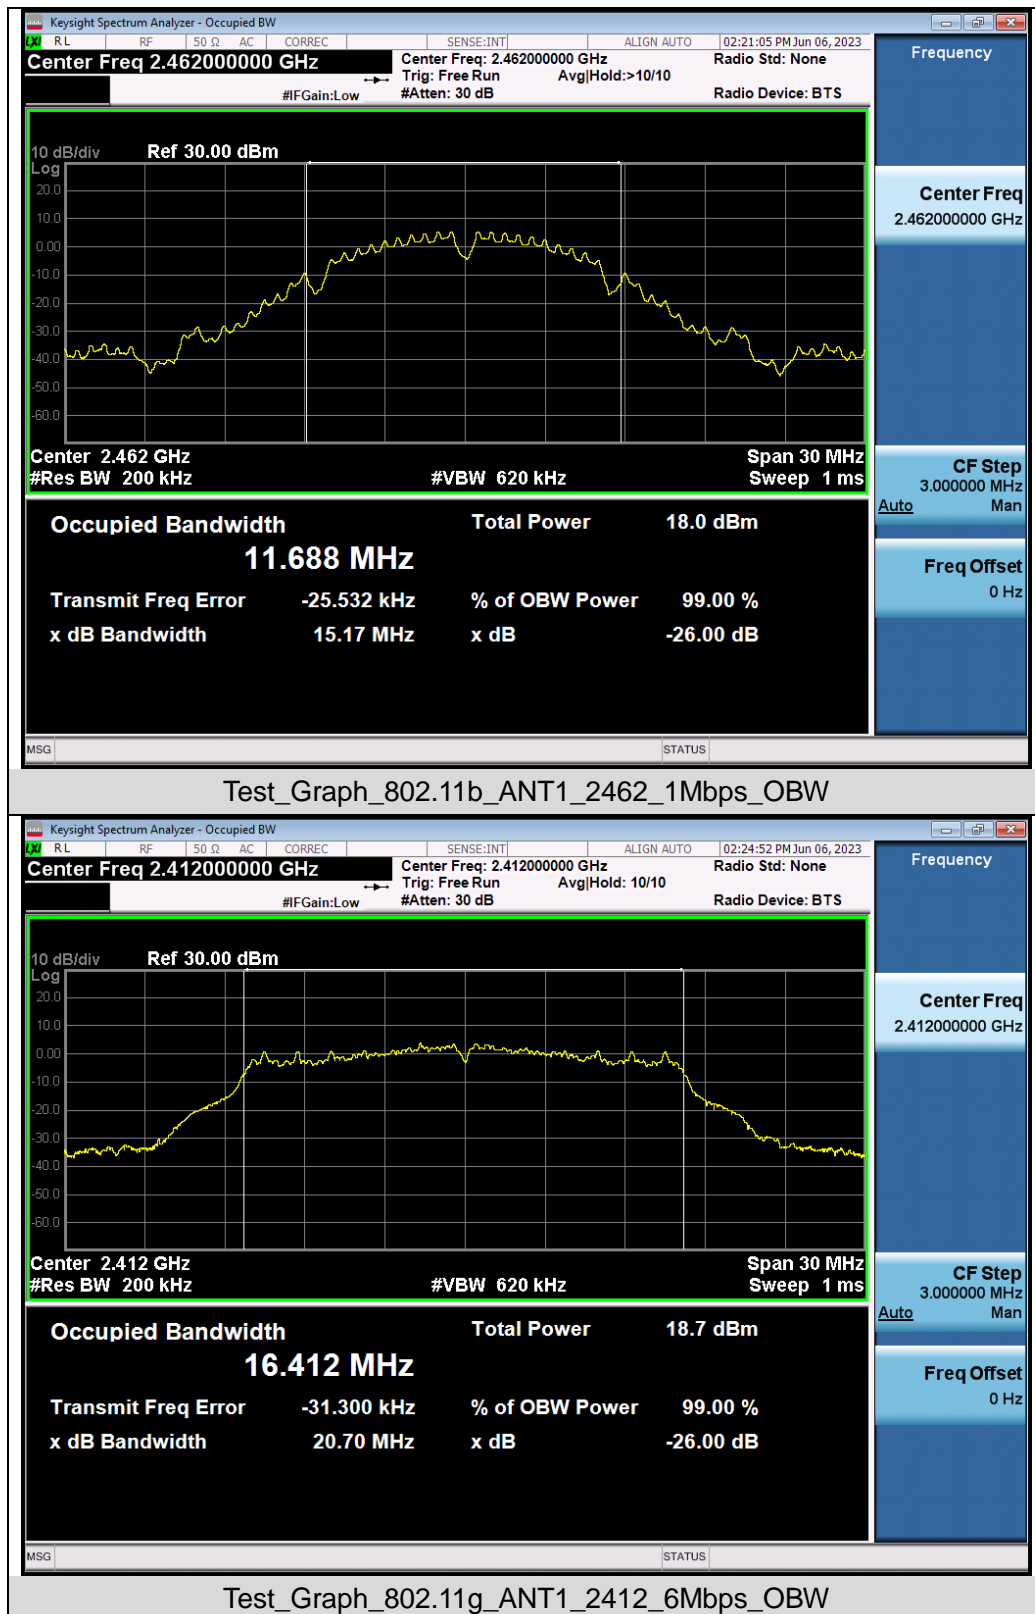 Keysight Spectrum Analyzer - Occupied BW
LXI RL RF 50 Ω AC CORREC SENSE:INT ALIGN AUTO 02:21:05 PM Jun 06, 2023
Center Freq 2.462000000 GHz
Center Freq: 2.462000000 GHz Radio Std: None
Trig: Free Run Avg|Hold:>10/10
#IFGain:Low #Atten: 30 dB Radio Device: BTS
Frequency
10 dB/div Ref 30.00 dBm
Log
20.0
10.0
0.00
-10.0
-20.0
-30.0
-40.0
-50.0
-60.0
Center Freq
2.462000000 GHz
Center 2.462 GHz Span 30 MHz
#Res BW 200 kHz #VBW 620 kHz Sweep 1 ms
CF Step
3.000000 MHz
Auto Man
Occupied Bandwidth Total Power 18.0 dBm
11.688 MHz
Transmit Freq Error -25.532 kHz % of OBW Power 99.00 %
x dB Bandwidth 15.17 MHz x dB -26.00 dB
Freq Offset
0 Hz
MSG STATUS
Test_Graph_802.11b_ANT1_2462_1Mbps_OBW
Keysight Spectrum Analyzer - Occupied BW
LXI RL RF 50 Ω AC CORREC SENSE:INT ALIGN AUTO 02:24:52 PM Jun 06, 2023
Center Freq 2.412000000 GHz
Center Freq: 2.412000000 GHz Radio Std: None
Trig: Free Run Avg|Hold: 10/10
#IFGain:Low #Atten: 30 dB Radio Device: BTS
Frequency
10 dB/div Ref 30.00 dBm
Log
20.0
10.0
0.00
-10.0
-20.0
-30.0
-40.0
-50.0
-60.0
Center Freq
2.412000000 GHz
Center 2.412 GHz Span 30 MHz
#Res BW 200 kHz #VBW 620 kHz Sweep 1 ms
CF Step
3.000000 MHz
Auto Man
Occupied Bandwidth Total Power 18.7 dBm
16.412 MHz
Transmit Freq Error -31.300 kHz % of OBW Power 99.00 %
x dB Bandwidth 20.70 MHz x dB -26.00 dB
Freq Offset
0 Hz
MSG STATUS
Test_Graph_802.11g_ANT1_2412_6Mbps_OBW